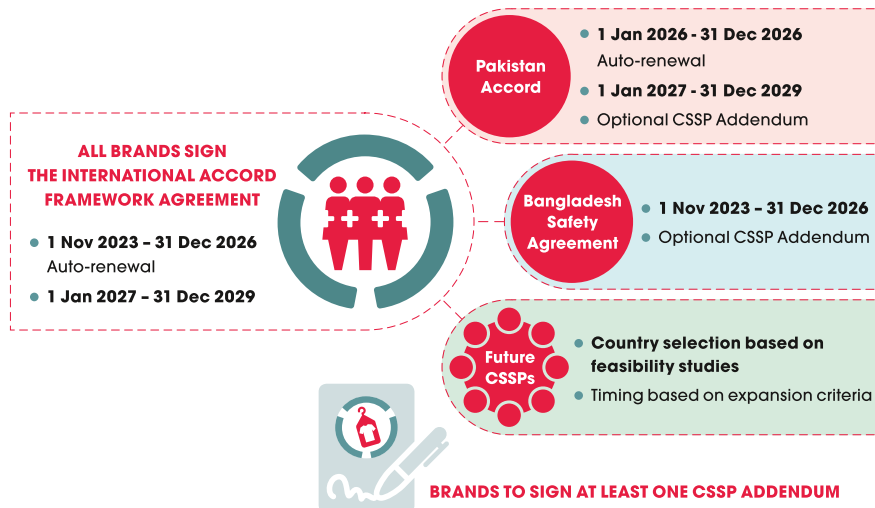 ALL BRANDS SIGN
THE INTERNATIONAL ACCORD
FRAMEWORK AGREEMENT
1 Nov 2023 – 31 Dec 2026
Auto-renewal
1 Jan 2027 – 31 Dec 2029
Pakistan
Accord
1 Jan 2026 - 31 Dec 2026
Auto-renewal
1 Jan 2027 - 31 Dec 2029
Optional CSSP Addendum
Bangladesh
Safety
Agreement
1 Nov 2023 – 31 Dec 2026
Optional CSSP Addendum
Future
CSSPs
Country selection based on
feasibility studies
Timing based on expansion criteria
BRANDS TO SIGN AT LEAST ONE CSSP ADDENDUM